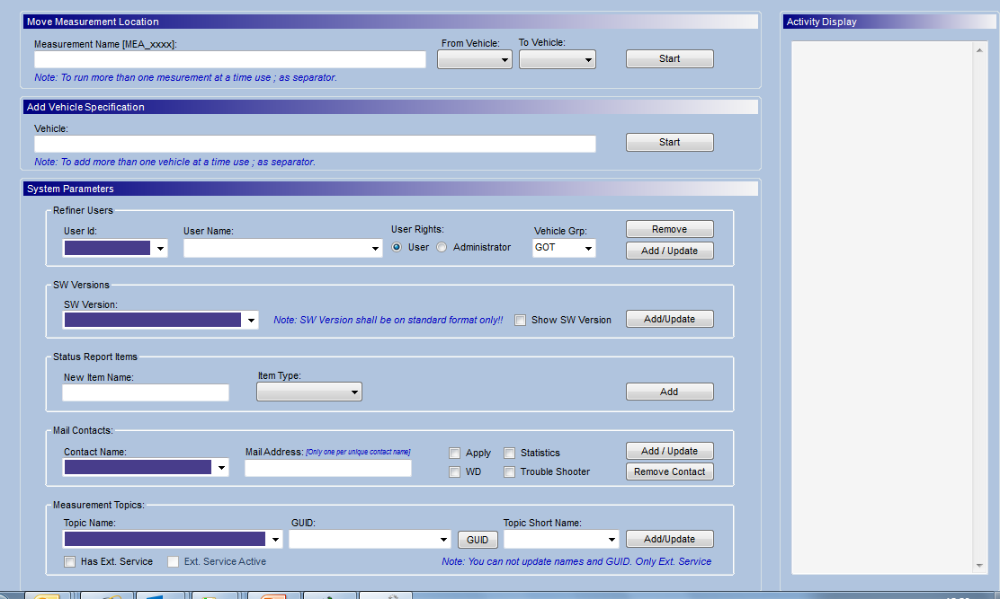 Move Measurement Location
Activity Display
Measurement Name [MEA_xxxx]:
From Vehicle:
To Vehicle:
Start
Note: To run more than one mesurement at a time use ; as separator.
Add Vehicle Specification
Vehicle:
Start
Note: To add more than one vehicle at a time use ; as separator.
System Parameters
Refiner Users
User Id:
User Name:
User Rights:
Vehicle Grp:
Remove
User
Administrator
GOT
Add / Update
SW Versions
SW Version:
Note: SW Version shall be on standard format only!!
Show SW Version
Add/Update
Status Report Items
New Item Name:
Item Type:
Add
Mail Contacts:
Contact Name:
Mail Address: [Only one per unique contact name]
Apply
Statistics
Add / Update
WD
Trouble Shooter
Remove Contact
Measurement Topics:
Topic Name:
GUID:
Topic Short Name:
GUID
Add/Update
Has Ext. Service
Ext. Service Active
Note: You can not update names and GUID. Only Ext. Service